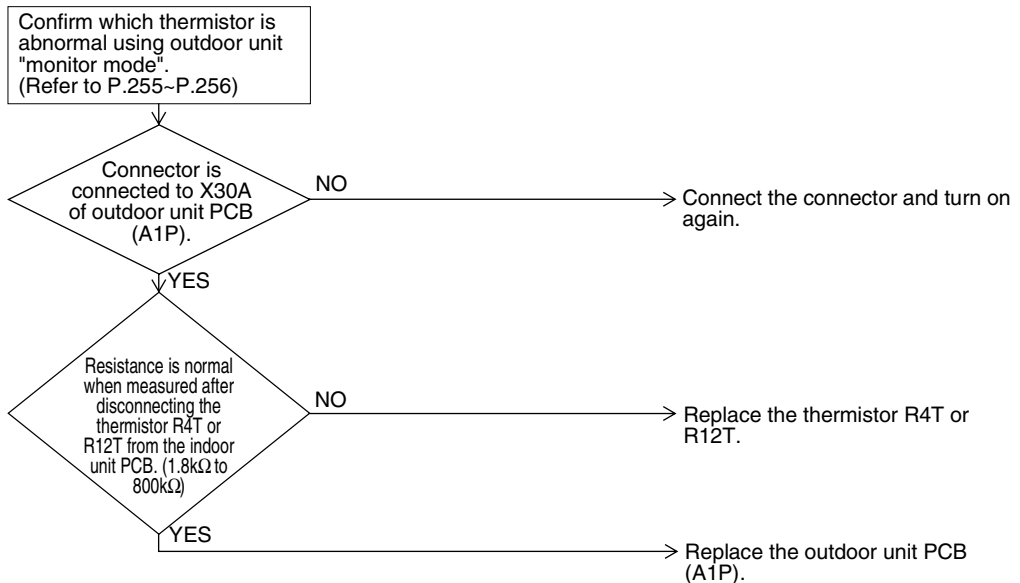 Confirm which thermistor is
abnormal using outdoor unit
"monitor mode".
(Refer to P.255~P.256)
Connector is
connected to X30A
of outdoor unit PCB
(A1P).
NO
Connect the connector and turn on
again.
YES
Resistance is normal
when measured after
disconnecting the
thermistor R4T or
R12T from the indoor
unit PCB. (1.8kΩ to
800kΩ)
NO
Replace the thermistor R4T or
R12T.
YES
Replace the outdoor unit PCB
(A1P).